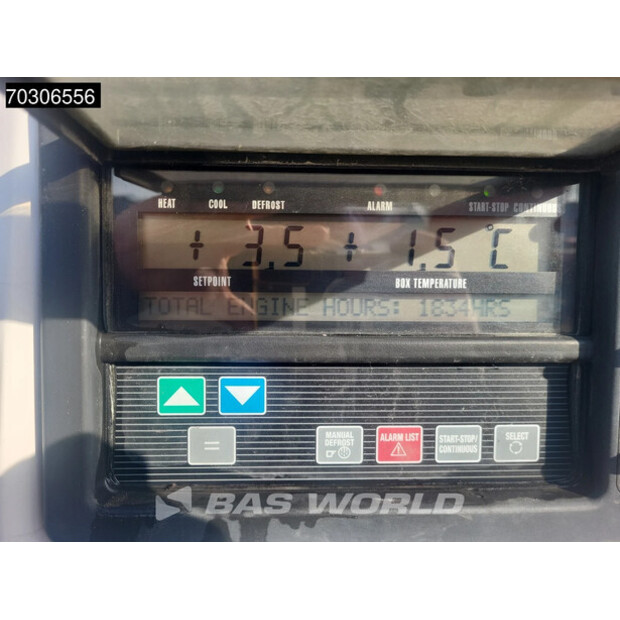 70306556
HEAT COOL DEFROST ALARM START-STOP CONTINUOUS
+ 3.5 + 1.5 °C
SETPOINT BOX TEMPERATURE
TOTAL ENGINE HOURS:
MANUAL DEFROST
ALARM LIST
START-STOP/ CONTINUOUS
SELECT
=
BAS WORLD